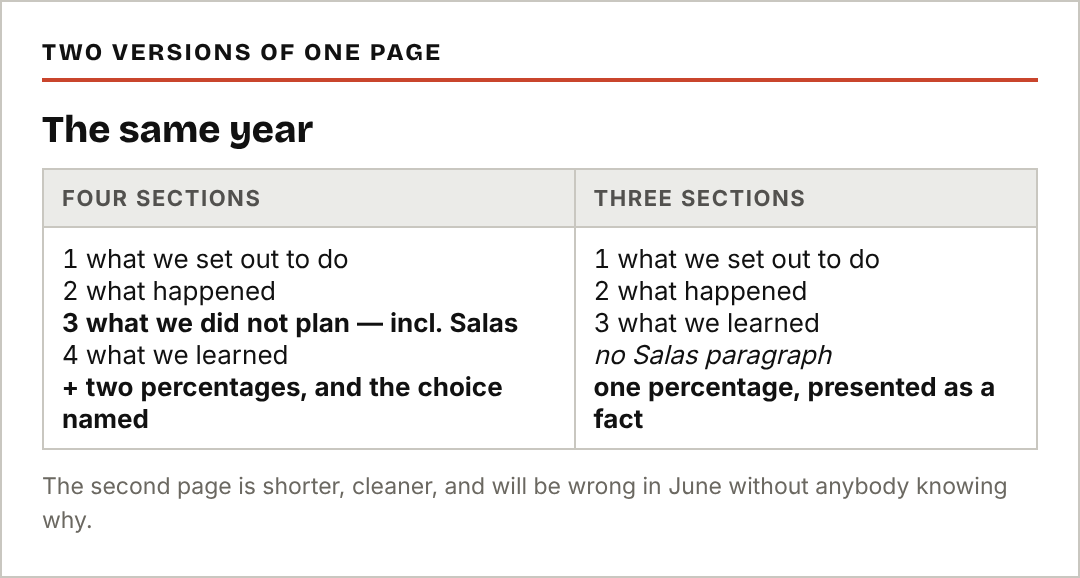 TWO VERSIONS OF ONE PAGE
The same year
FOUR SECTIONS
1 what we set out to do
2 what happened
3 what we did not plan — incl. Salas
4 what we learned
+ two percentages, and the choice
named
THREE SECTIONS
1 what we set out to do
2 what happened
3 what we learned
no Salas paragraph
one percentage, presented as a
fact
The second page is shorter, cleaner, and will be wrong in June without anybody knowing
why.